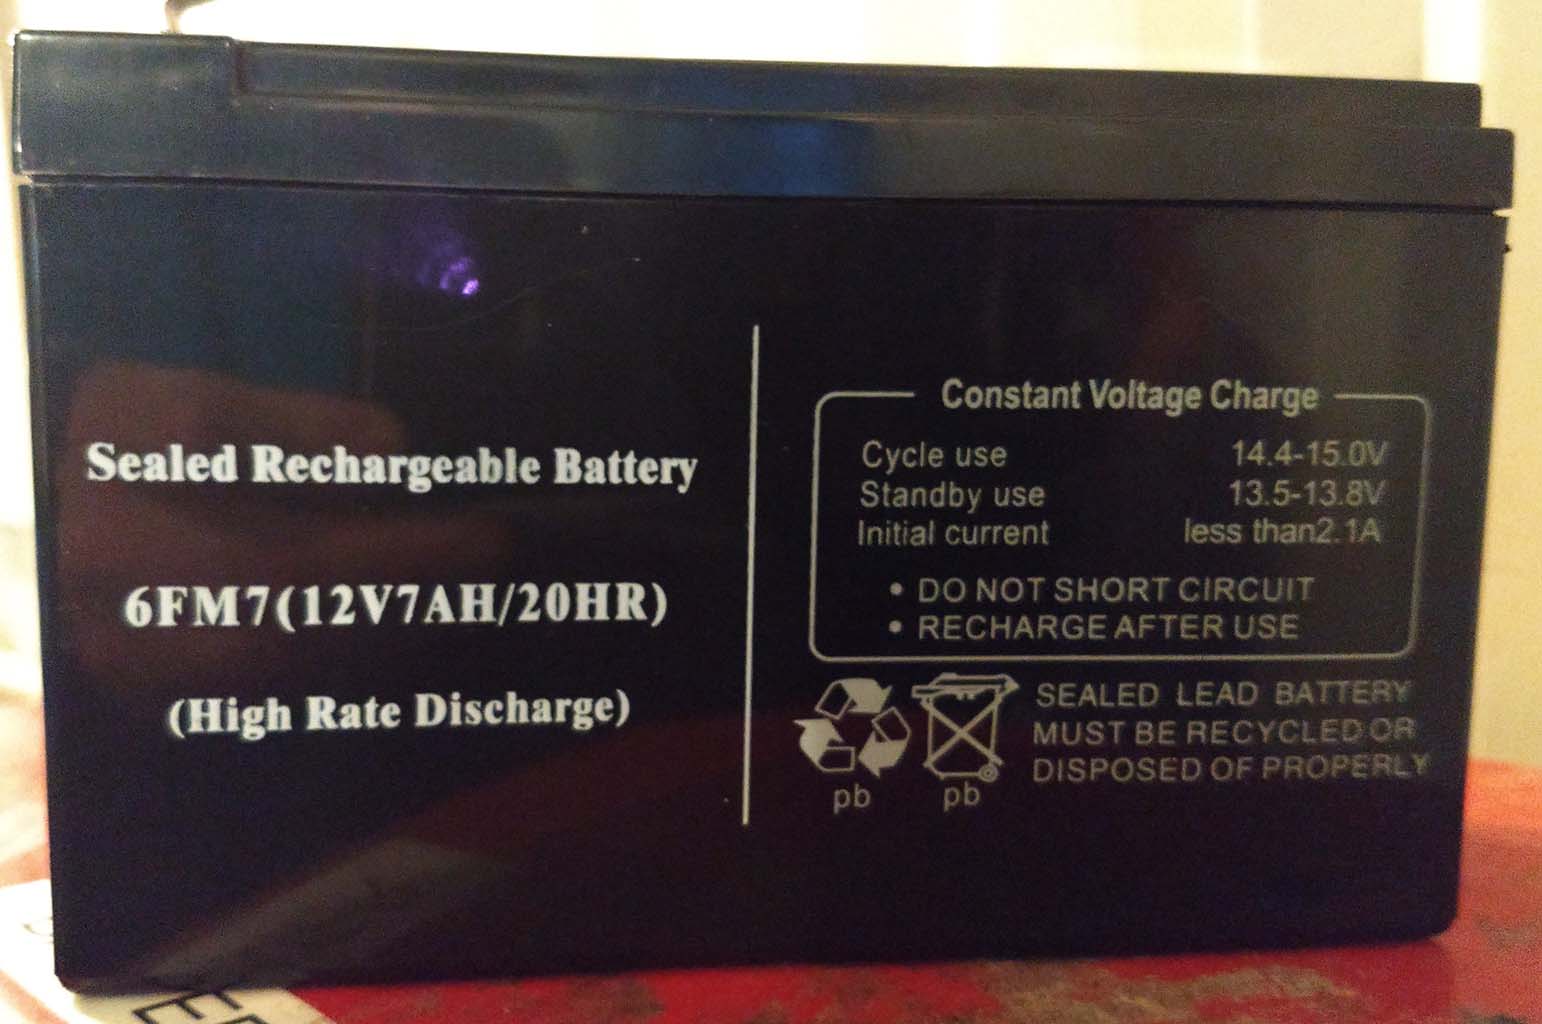 Sealed Rechargeable Battery
6FM7(12V7AH/20HR)
(High Rate Discharge)
Constant Voltage Charge
Cycle use 14.4-15.0V
Standby use 13.5-13.8V
Initial current less than2.1A
• DO NOT SHORT CIRCUIT
• RECHARGE AFTER USE
pb
pb
SEALED LEAD BATTERY
MUST BE RECYCLED OR
DISPOSED OF PROPERLY